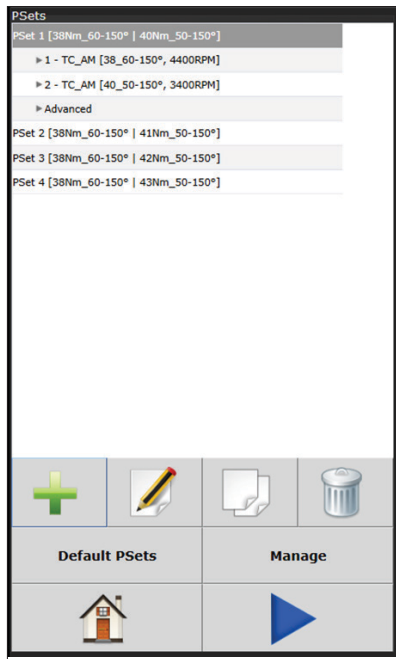 PSets
PSet 1 [38Nm_60-150° | 40Nm_50-150°]
1 - TC_AM [38_60-150°, 4400RPM]
2 - TC_AM [40_50-150°, 3400RPM]
Advanced
PSet 2 [38Nm_60-150° | 41Nm_50-150°]
PSet 3 [38Nm_60-150° | 42Nm_50-150°]
PSet 4 [38Nm_60-150° | 43Nm_50-150°]
Default PSets
Manage